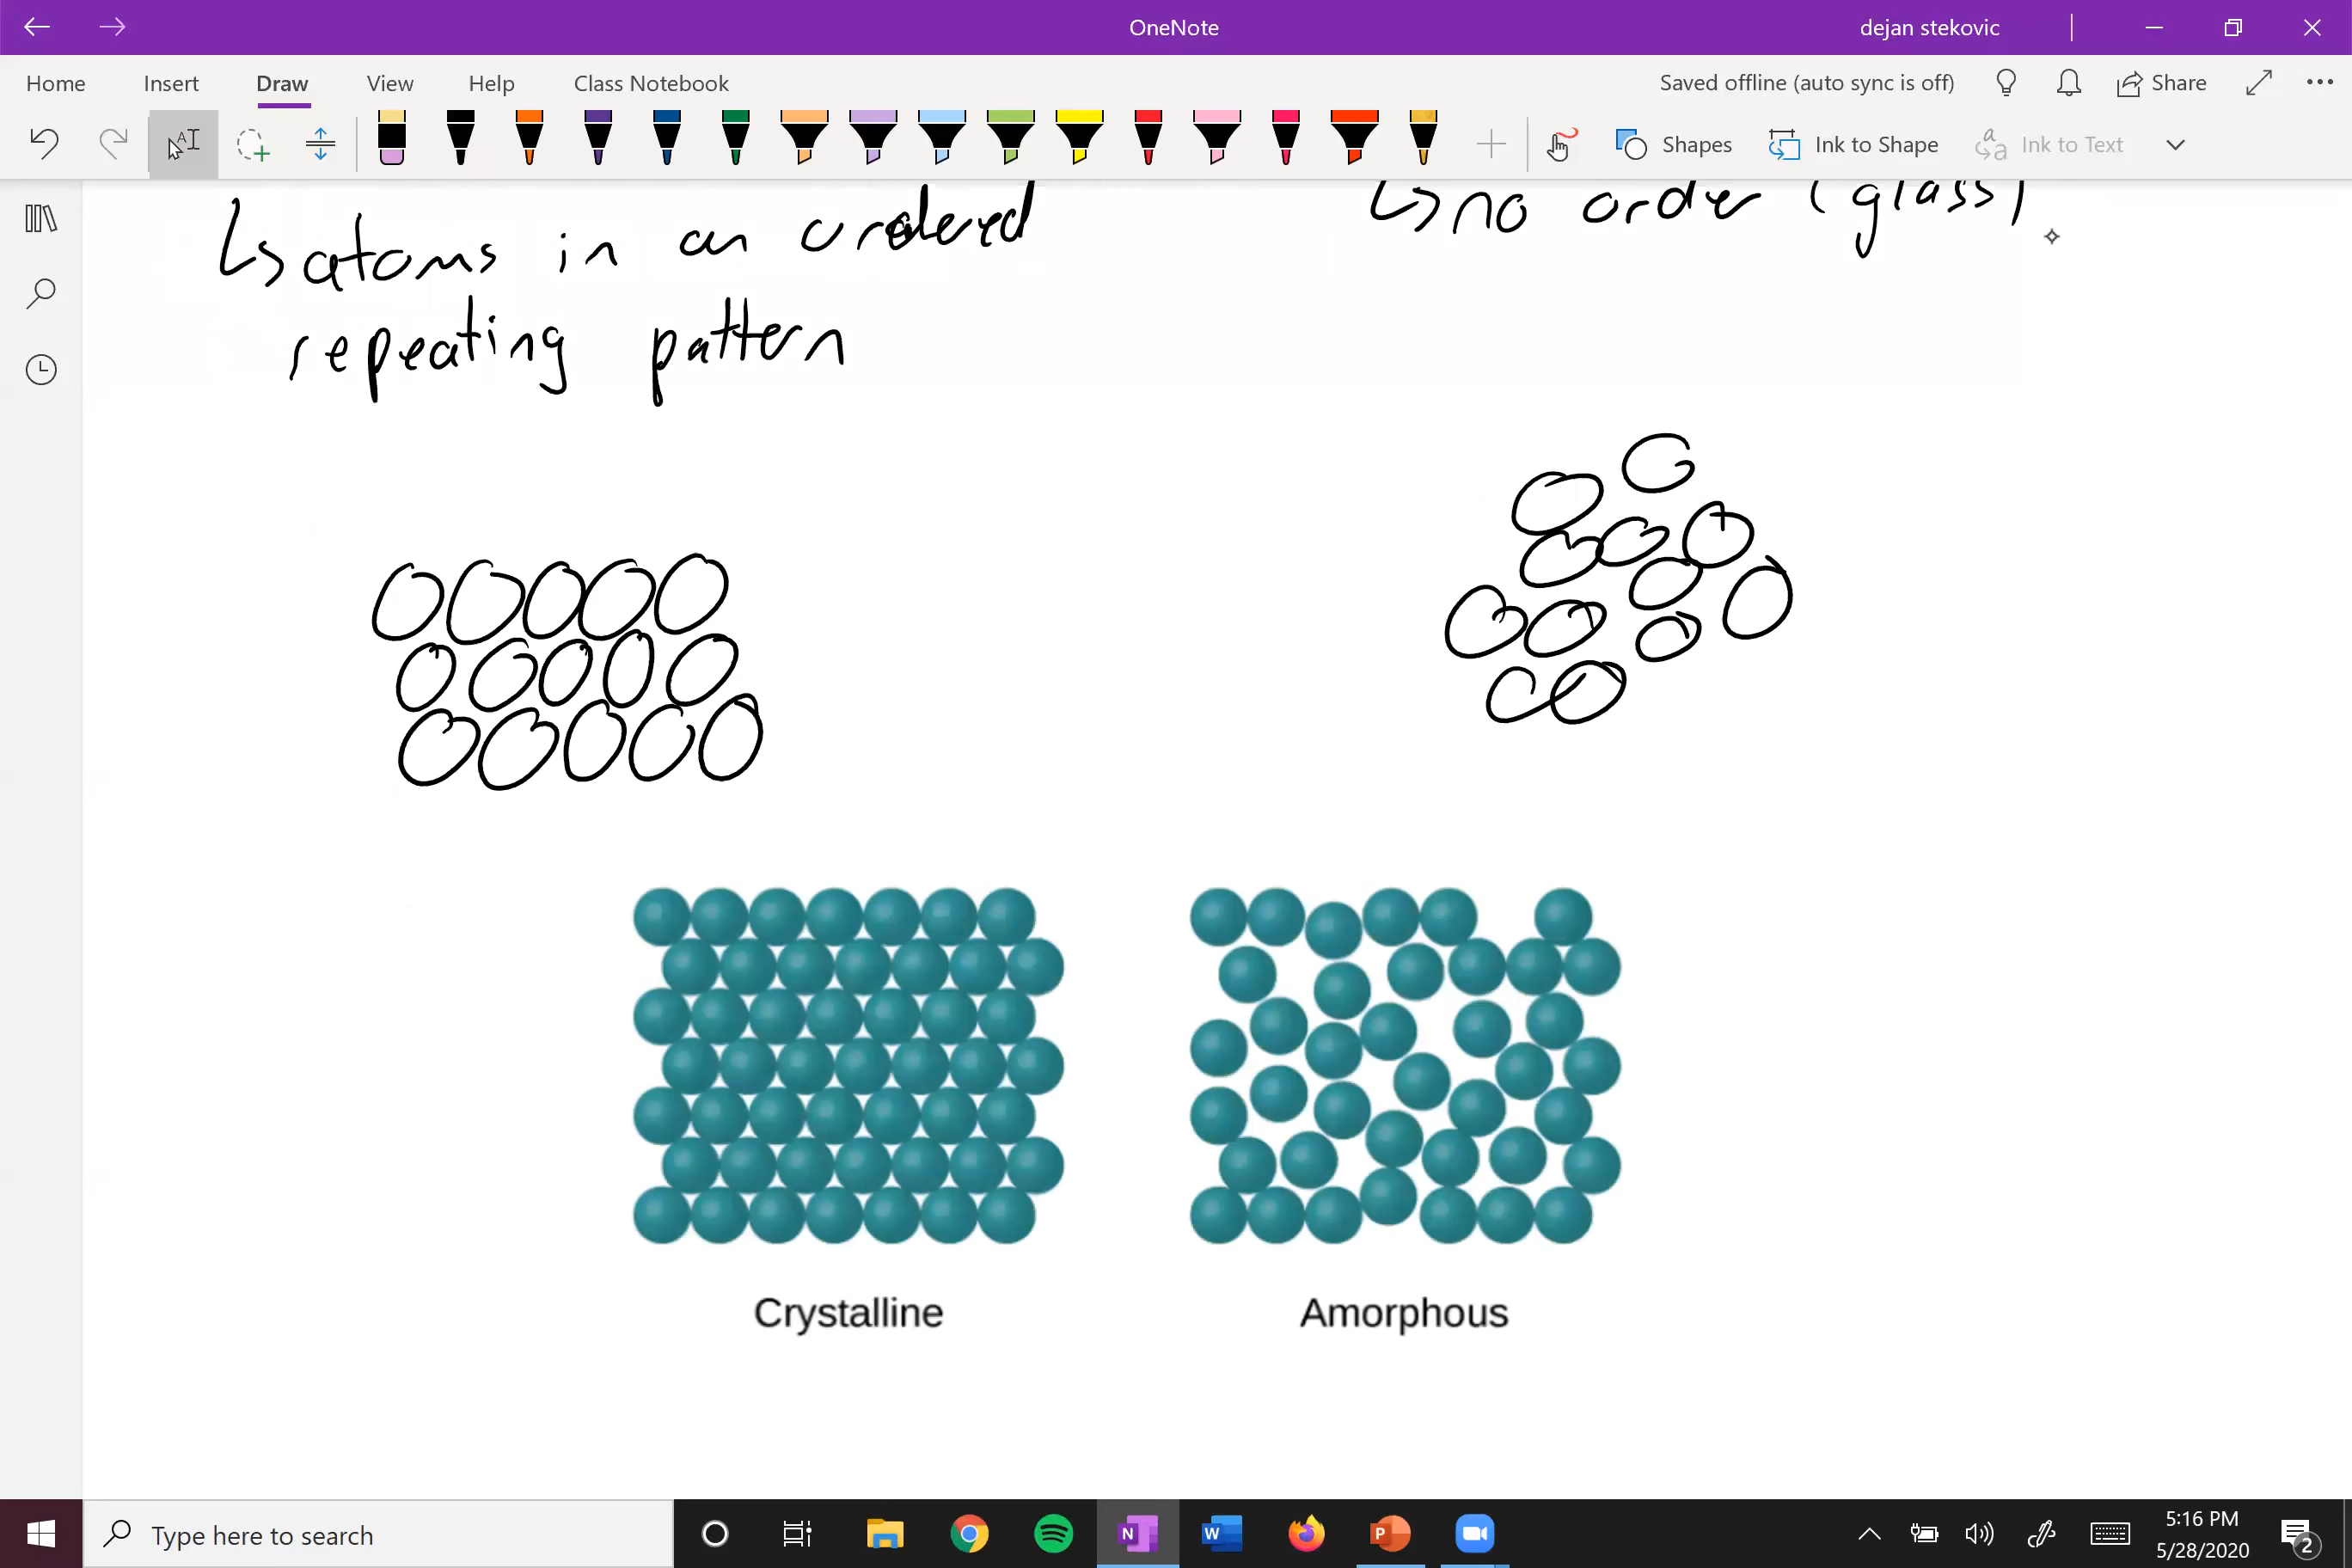 OneNote
dejan stekovic
Home Insert Draw View Help Class Notebook
Saved offline (auto sync is off) Share
Shapes Ink to Shape Ink to Text
↳ atoms in an ordered
repeating pattern
↳ no order (glass)
Crystalline
Amorphous
Type here to search
5:16 PM
5/28/2020
2